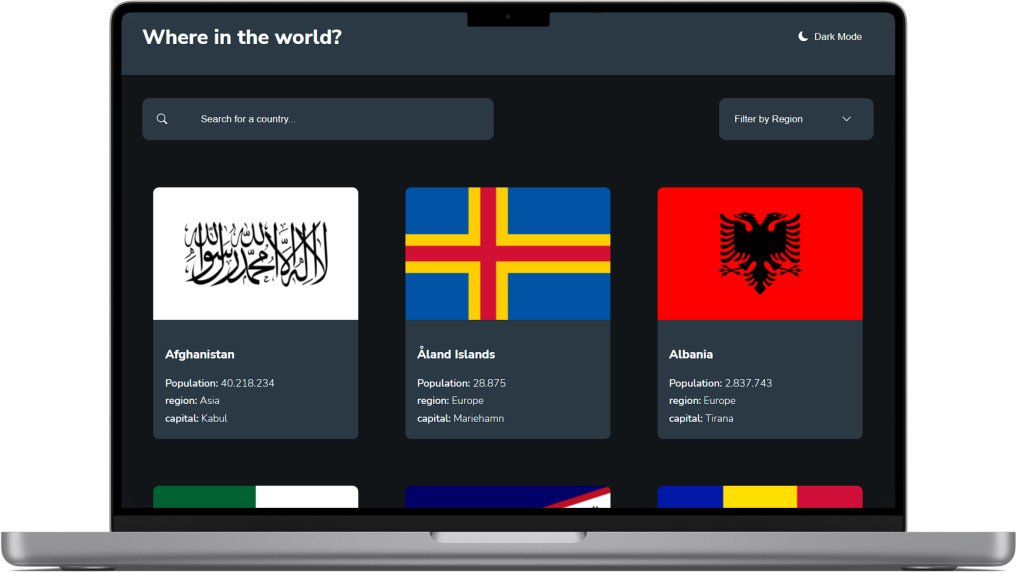 Where in the world?
Dark Mode
Search for a country...
Filter by Region
لا إله إلا الله محمد رسول الله
Afghanistan
Population: 40.218.234
region: Asia
capital: Kabul
Åland Islands
Population: 28.875
region: Europe
capital: Mariehamn
Albania
Population: 2.837.743
region: Europe
capital: Tirana